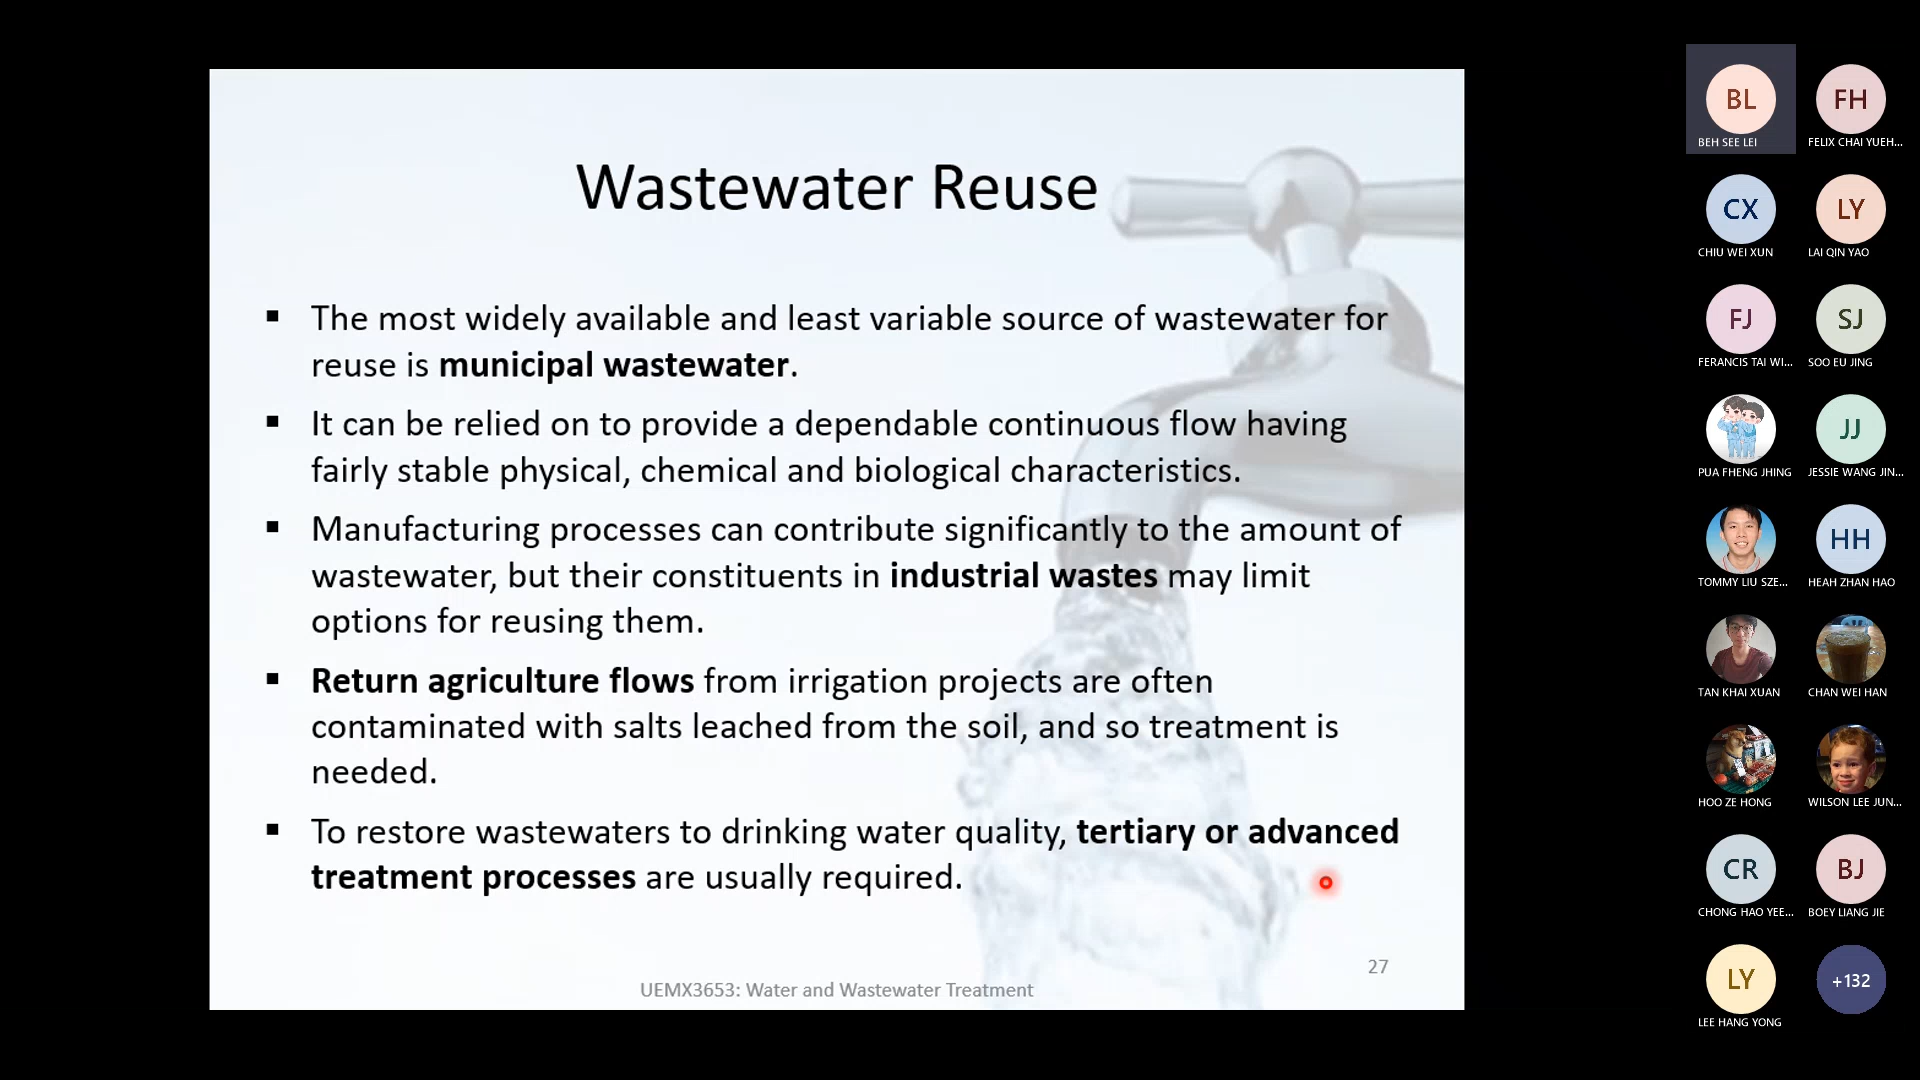 Wastewater Reuse
▪ The most widely available and least variable source of wastewater for
reuse is municipal wastewater.
▪ It can be relied on to provide a dependable continuous flow having
fairly stable physical, chemical and biological characteristics.
▪ Manufacturing processes can contribute significantly to the amount of
wastewater, but their constituents in industrial wastes may limit
options for reusing them.
▪ Return agriculture flows from irrigation projects are often
contaminated with salts leached from the soil, and so treatment is
needed.
▪ To restore wastewaters to drinking water quality, tertiary or advanced
treatment processes are usually required.
27
UEMX3653: Water and Wastewater Treatment
BL
BEH SEE LEI
FH
FELIX CHAI YUEH...
CX
CHIU WEI XUN
LY
LAI QIN YAO
FJ
FERANCIS TAI WI...
SJ
SOO EU JING
PUA FHENG JHING
JJ
JESSIE WANG JIN...
TOMMY LIU SZE...
HH
HEAH ZHAN HAO
TAN KHAI XUAN
CHAN WEI HAN
HOO ZE HONG
WILSON LEE JUN...
CR
CHONG HAO YEE...
BJ
BOEY LIANG JIE
LY
LEE HANG YONG
+132